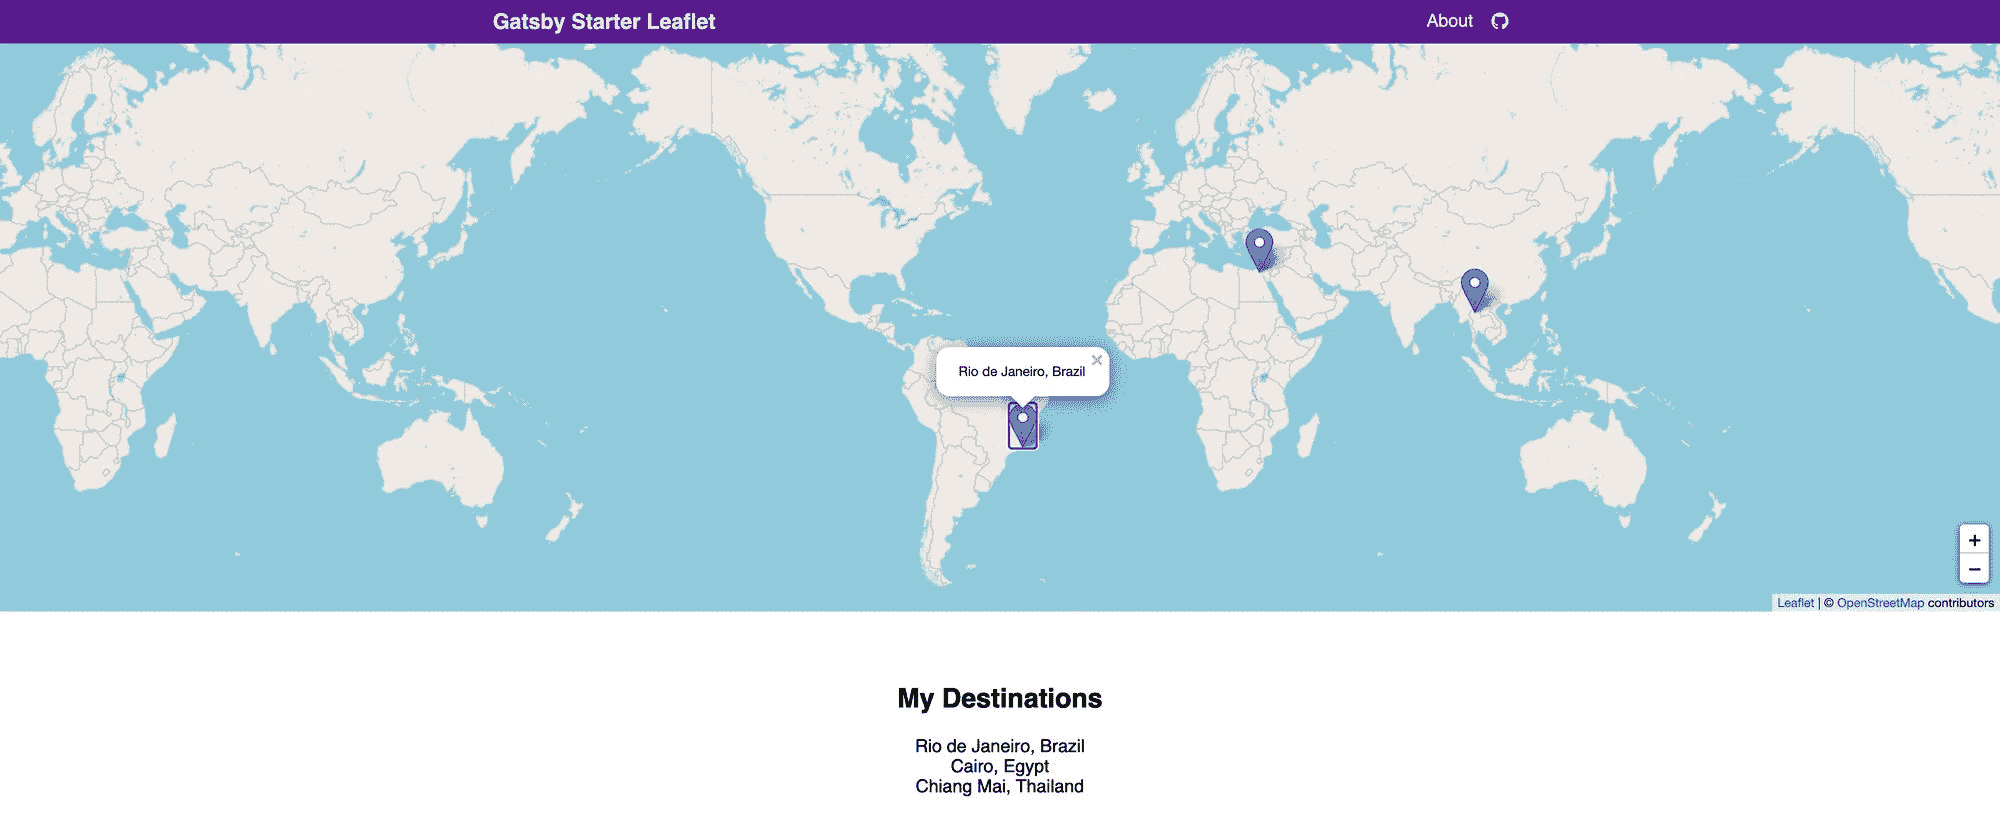 Gatsby Starter Leaflet
About
Rio de Janeiro, Brazil
×
+
−
Leaflet | © OpenStreetMap contributors
My Destinations
Rio de Janeiro, Brazil
Cairo, Egypt
Chiang Mai, Thailand